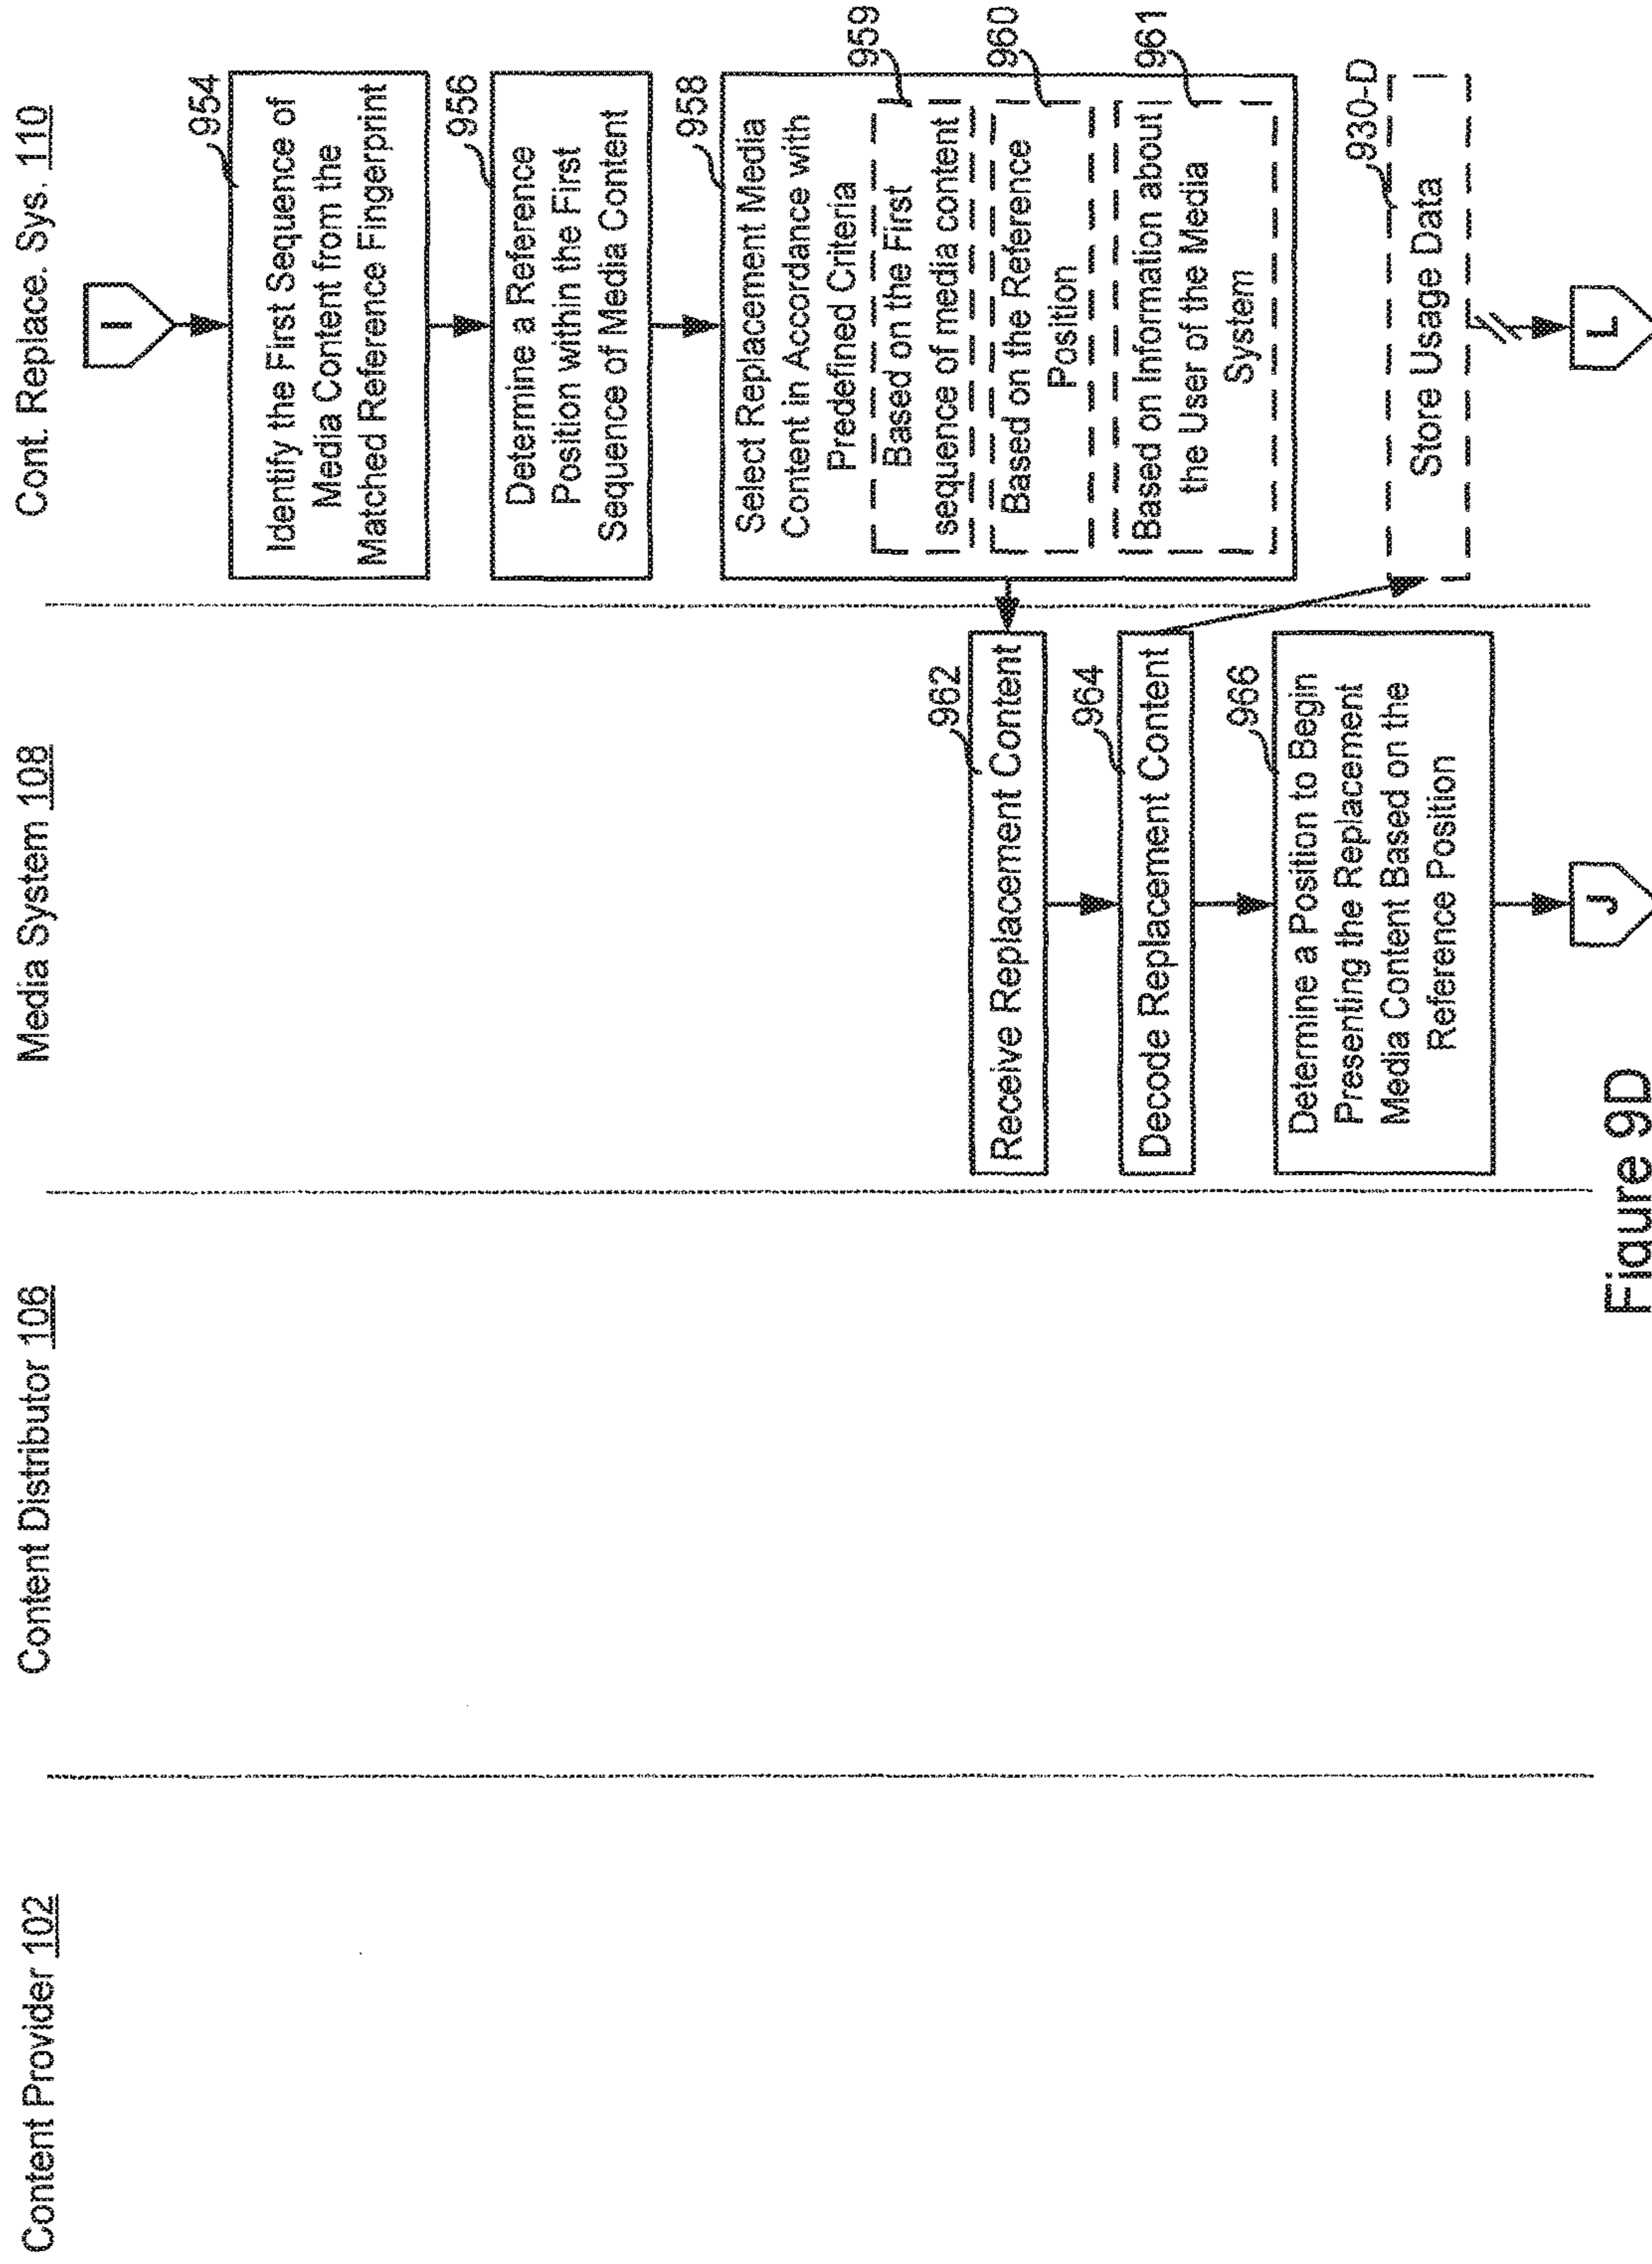 Content Provider 102
Content Distributor 106
Media System 108
Cont. Replace. Sys. 110
I
954
Identify the First Sequence of
Media Content from the
Matched Reference Fingerprint
956
Determine a Reference
Position within the First
Sequence of Media Content
958
Select Replacement Media
Content in Accordance with
Predefined Criteria
959
Based on the First
sequence of media content
960
Based on the Reference
Position
961
Based on Information about
the User of the Media
System
962
Receive Replacement Content
964
Decode Replacement Content
966
Determine a Position to Begin
Presenting the Replacement
Media Content Based on the
Reference Position
930-D
Store Usage Data
J
L
Figure 9D